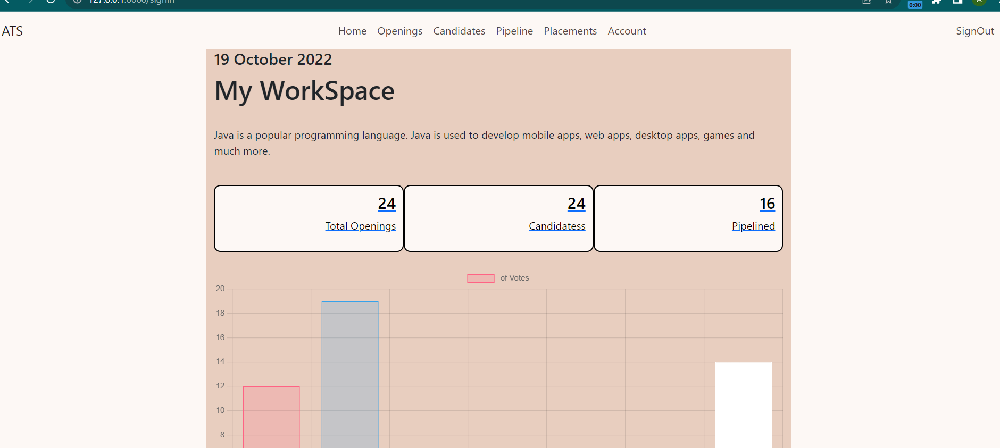 127.0.0.1:8000/signin
0:00
A
ATS
Home Openings Candidates Pipeline Placements Account
SignOut
19 October 2022
My WorkSpace
Java is a popular programming language. Java is used to develop mobile apps, web apps, desktop apps, games and
much more.
24
Total Openings
24
Candidatess
16
Pipelined
of Votes
20
18
16
14
12
10
8